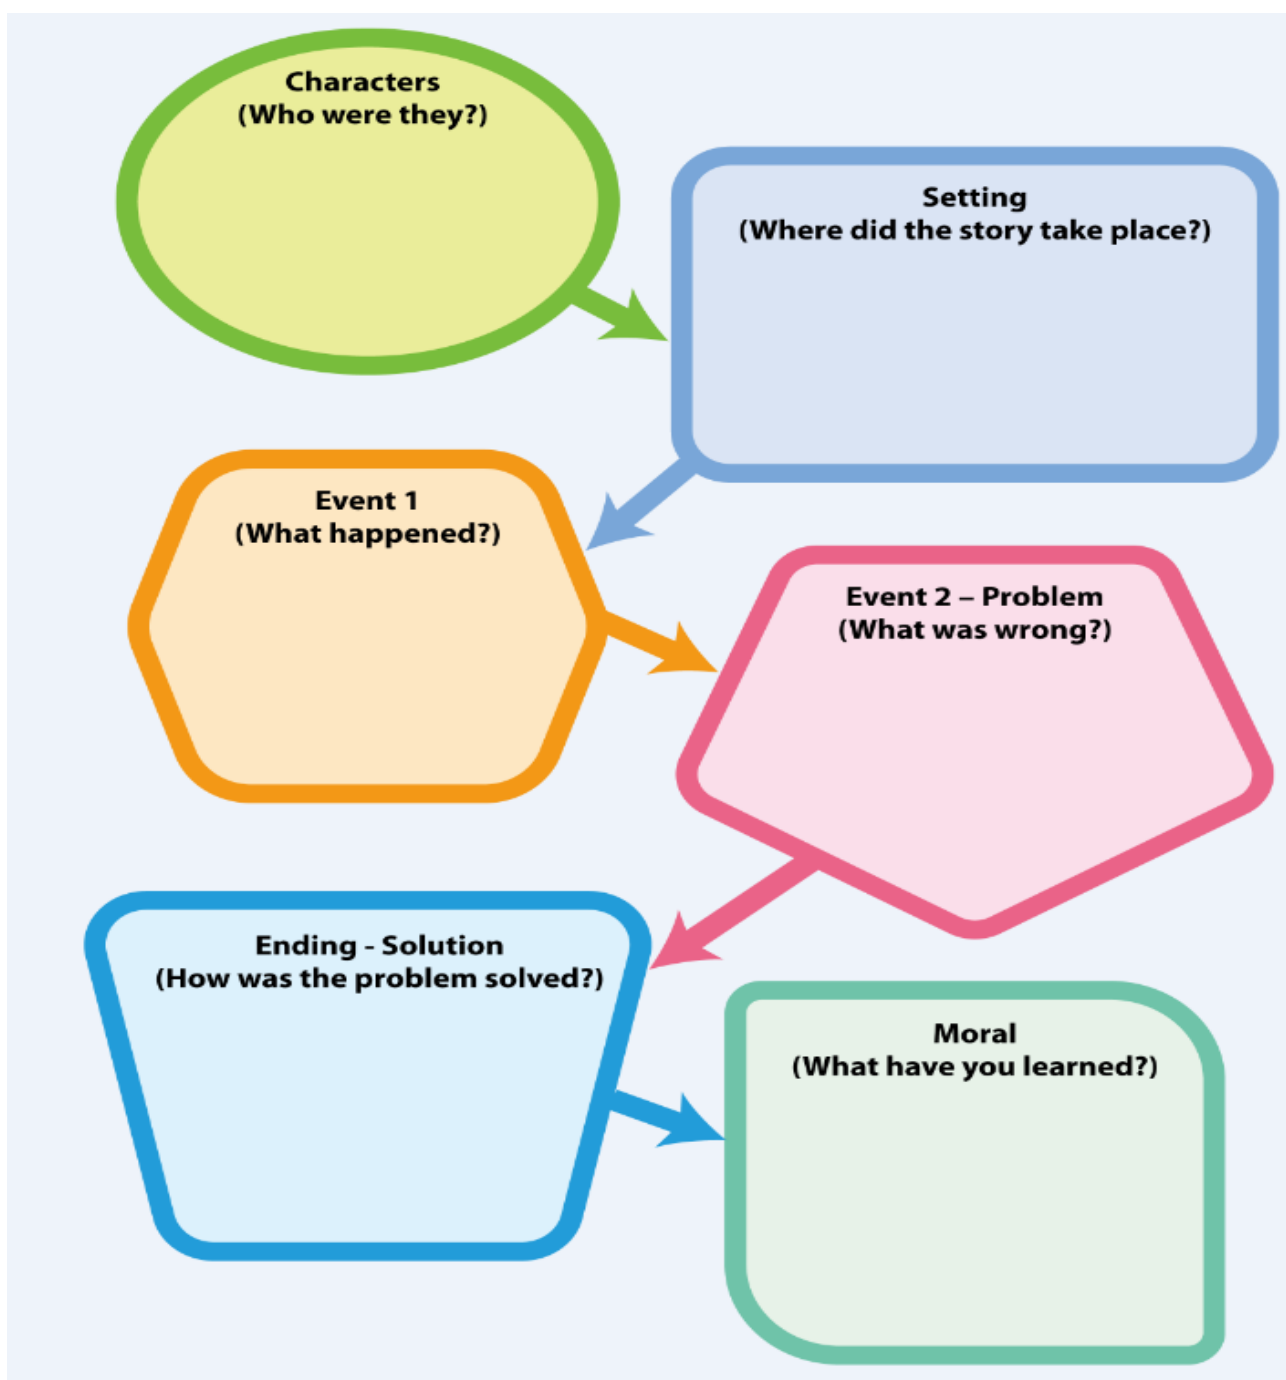 Characters
(Who were they?)
Setting
(Where did the story take place?)
Event 1
(What happened?)
Event 2 – Problem
(What was wrong?)
Ending - Solution
(How was the problem solved?)
Moral
(What have you learned?)